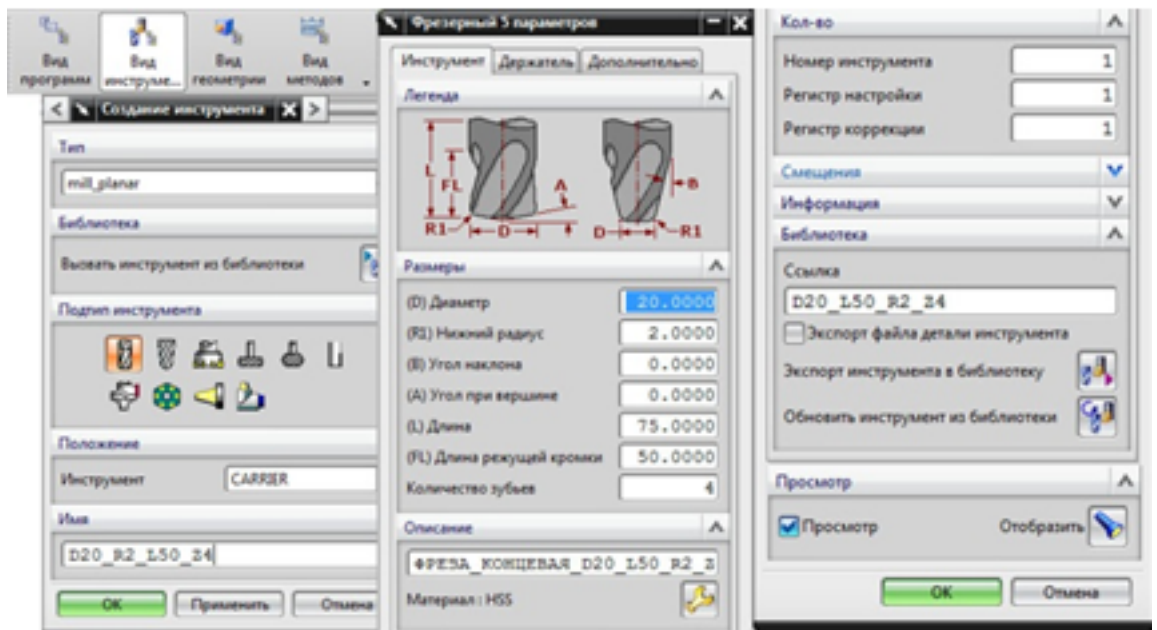 Вид программ
Вид инструме...
Вид геометрии
Вид методов
Создание инструмента
Тип
mill_planar
Библиотека
Вызвать инструмент из библиотеки
Подтип инструмента
Положение
Инструмент
CARRIER
Имя
D20_R2_L50_Z4
OK
Применить
Отмена
Фрезерный 5 параметров
Инструмент
Держатель
Дополнительно
Легенда
L
FL
A
B
R1
D
D
R1
Размеры
(D) Диаметр
20.0000
(R1) Нижний радиус
2.0000
(B) Угол наклона
0.0000
(A) Угол при вершине
0.0000
(L) Длина
75.0000
(FL) Длина режущей кромки
50.0000
Количество зубьев
4
Описание
ФРЕЗА_КОНЦЕВАЯ_D20_L50_R2_Z
Материал : HSS
Кол-во
Номер инструмента
1
Регистр настройки
1
Регистр коррекции
1
Смещения
Информация
Библиотека
Ссылка
D20_L50_R2_Z4
Экспорт файла детали инструмента
Экспорт инструмента в библиотеку
Обновить инструмент из библиотеки
Просмотр
Просмотр
Отобразить
OK
Отмена